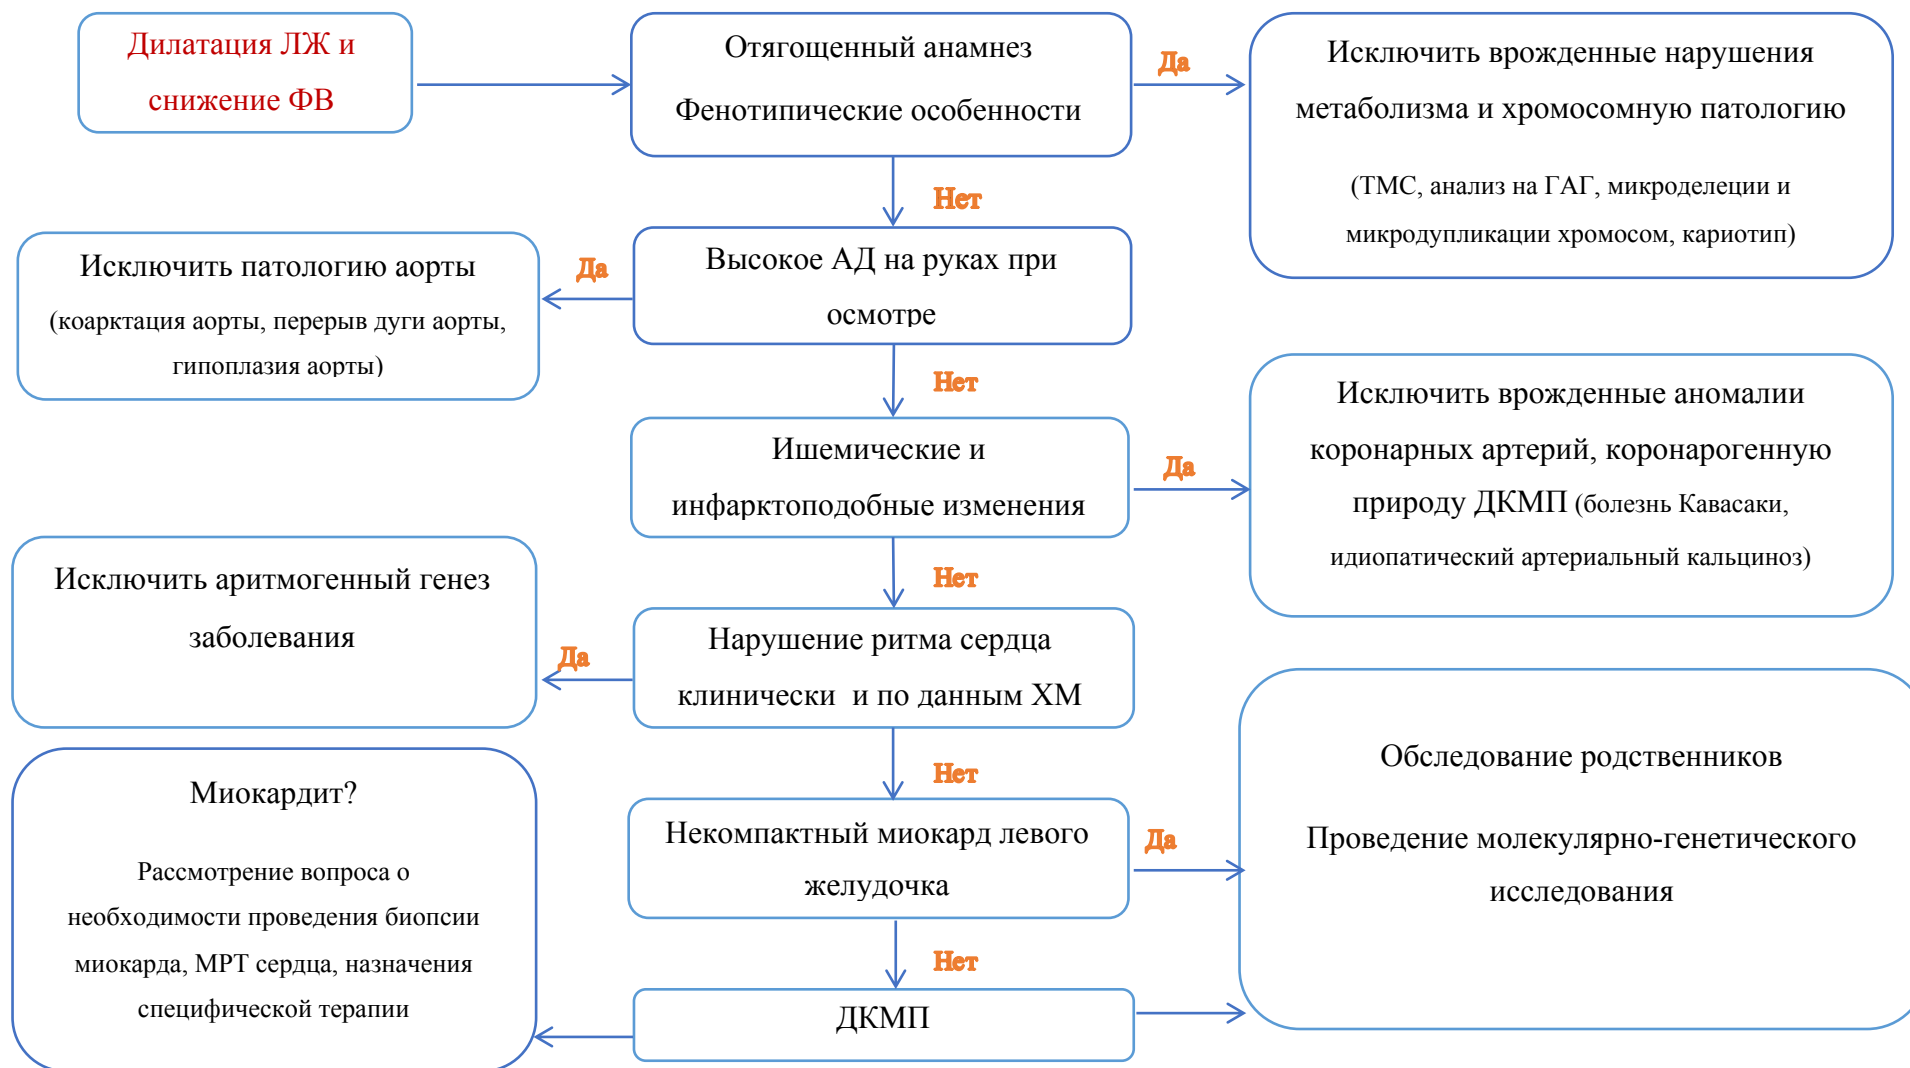 Дилатация ЛЖ и
снижение ФВ
Отягощенный анамнез
Фенотипические особенности
Да
Исключить врожденные нарушения
метаболизма и хромосомную патологию
(ТМС, анализ на ГАГ, микроделеции и
микродупликации хромосом, кариотип)
Нет
Высокое АД на руках при
осмотре
Да
Исключить патологию аорты
(коарктация аорты, перерыв дуги аорты,
гипоплазия аорты)
Нет
Ишемические и
инфарктоподобные изменения
Да
Исключить врожденные аномалии
коронарных артерий, коронарогенную
природу ДКМП (болезнь Кавасаки,
идиопатический артериальный кальциноз)
Нет
Нарушение ритма сердца
клинически и по данным ХМ
Да
Исключить аритмогенный генез
заболевания
Нет
Некомпактный миокард левого
желудочка
Да
Обследование родственников
Проведение молекулярно-генетического
исследования
Нет
ДКМП
Миокардит?
Рассмотрение вопроса о
необходимости проведения биопсии
миокарда, МРТ сердца, назначения
специфической терапии